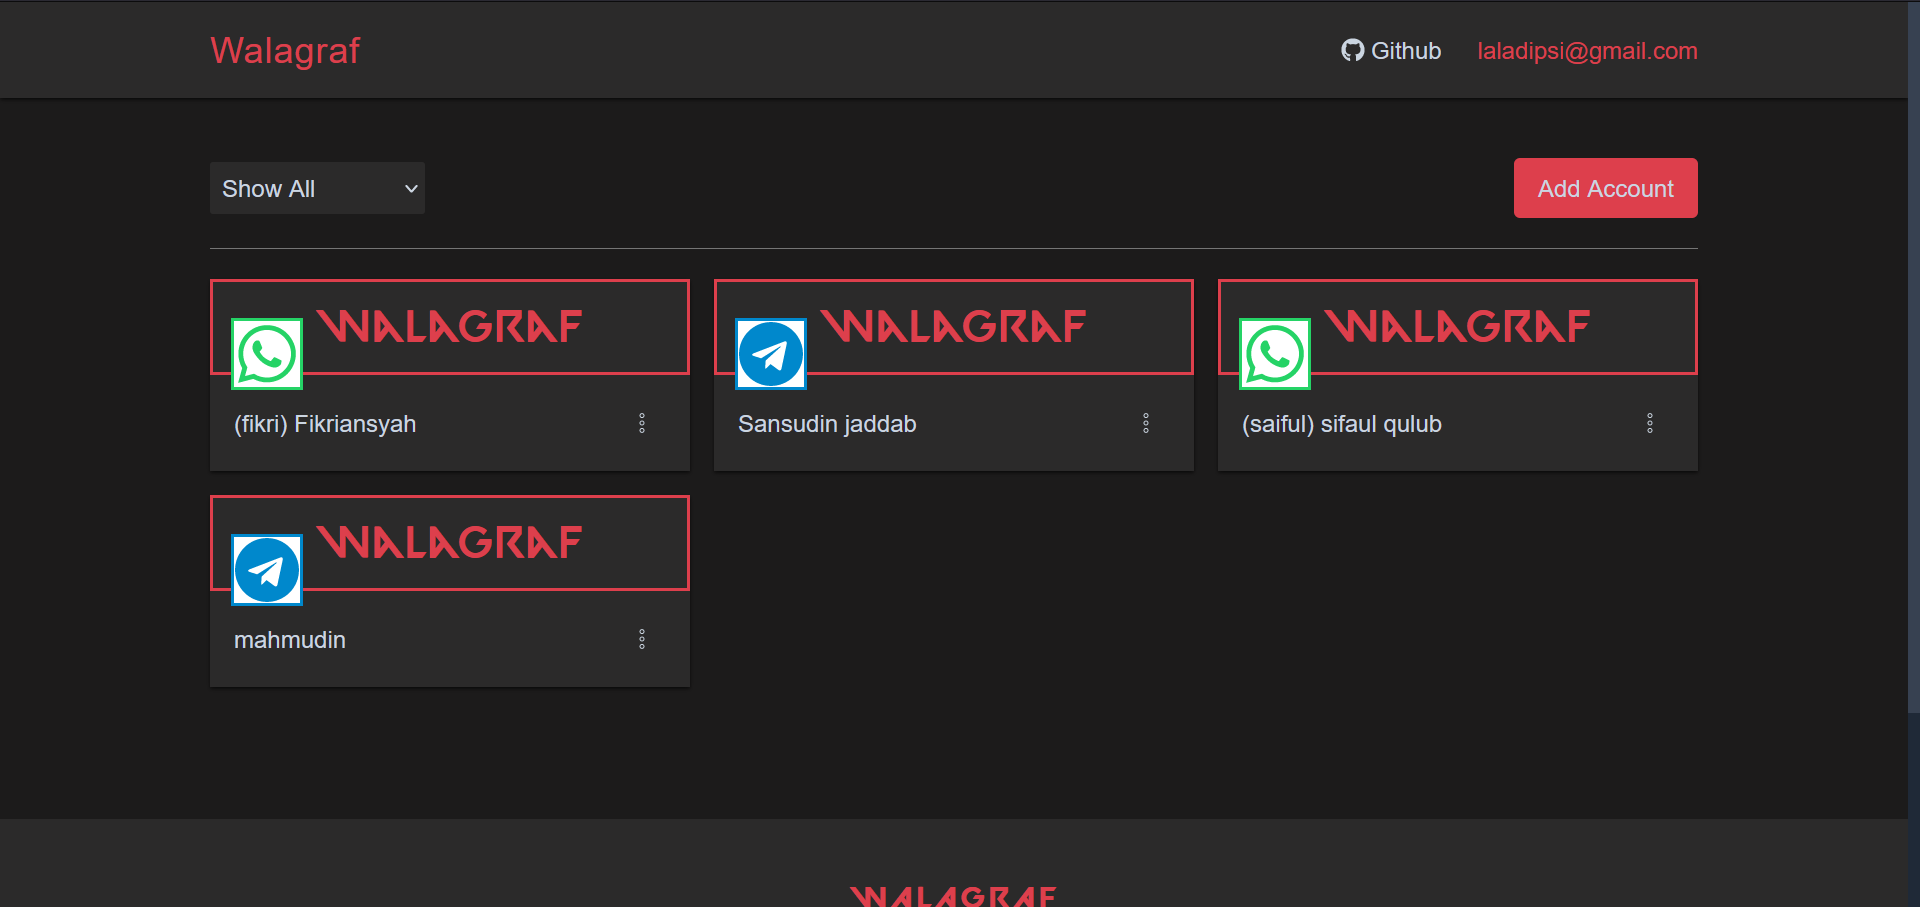 Walagraf
Github laladipsi@gmail.com
Show All
Add Account
WALAGRAF WALAGRAF WALAGRAF
(fikri) Fikriansyah
Sansudin jaddab
(saiful) sifaul qulub
WALAGRAF
mahmudin
WALAGRAF